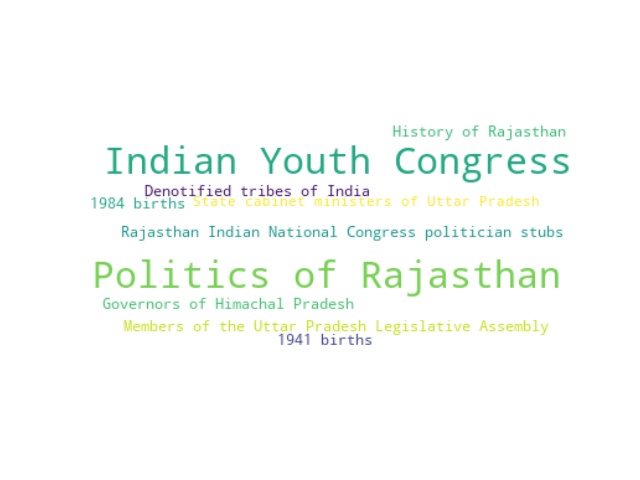 History of Rajasthan
Indian Youth Congress
Denotified tribes of India
1984 births
State cabinet ministers of Uttar Pradesh
Rajasthan Indian National Congress politician stubs
Politics of Rajasthan
Governors of Himachal Pradesh
Members of the Uttar Pradesh Legislative Assembly
1941 births